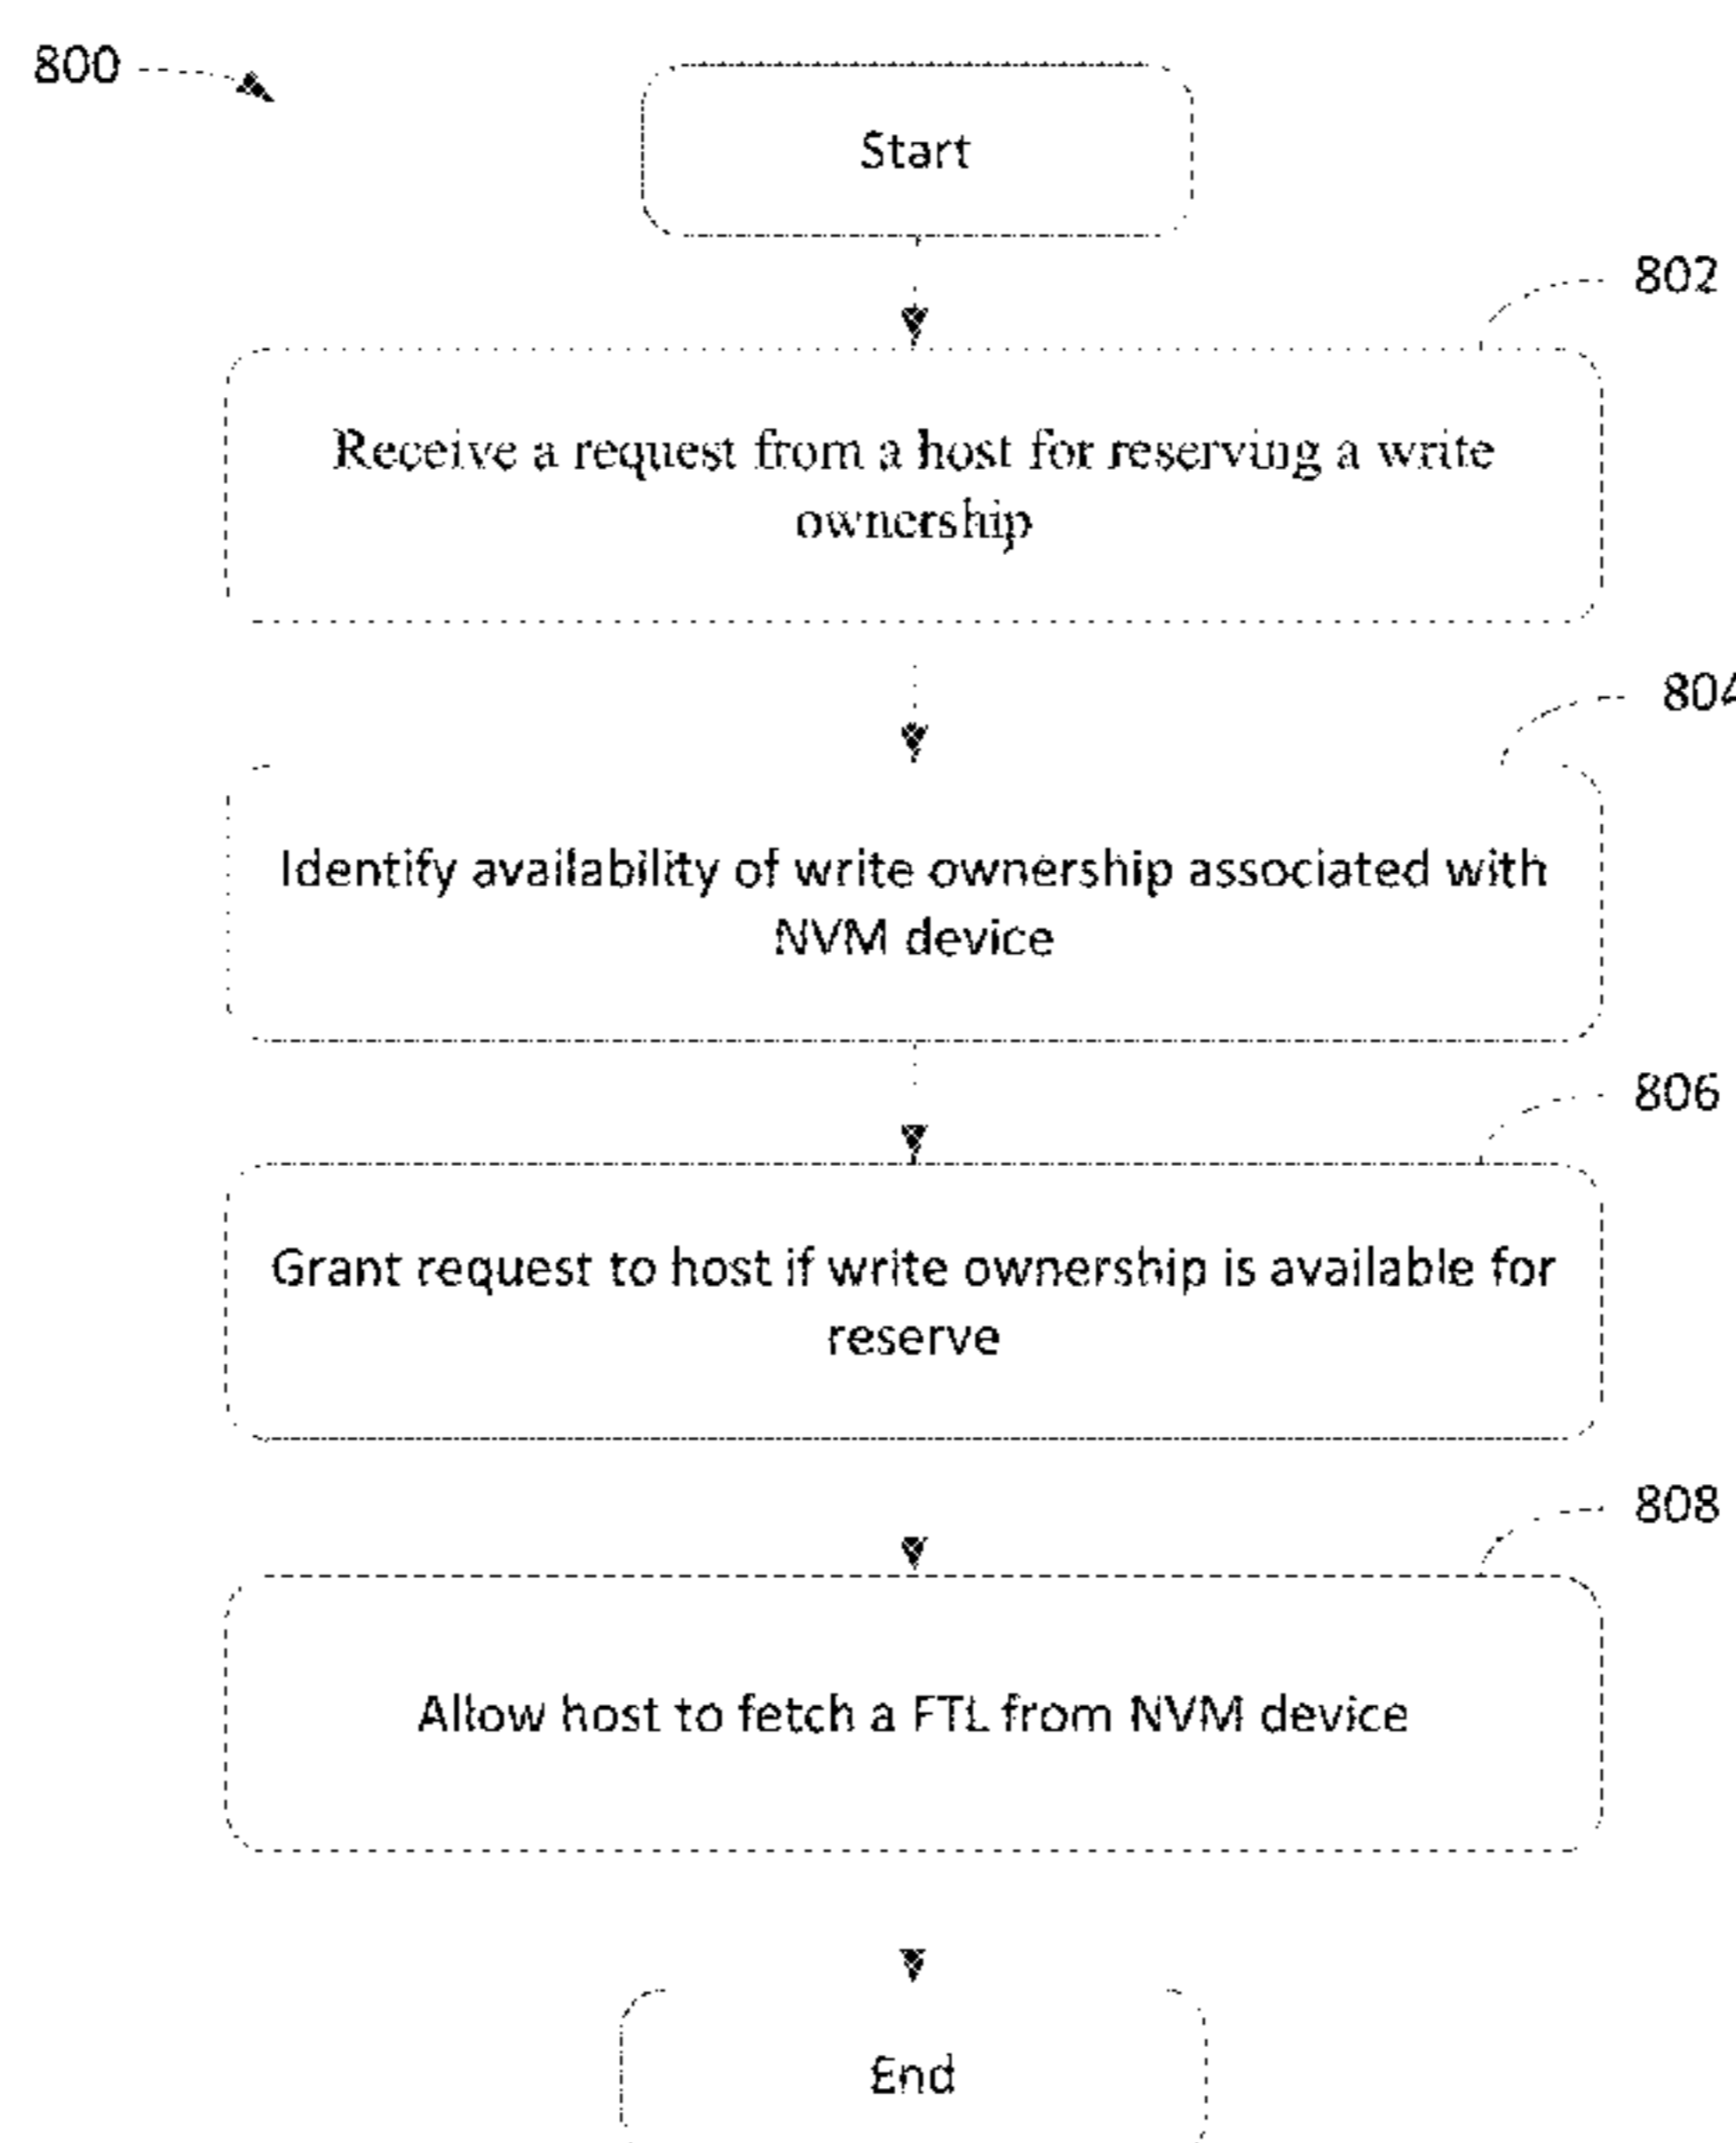 800
Start
802
Receive a request from a host for reserving a write
ownership
804
Identify availability of write ownership associated with
NVM device
806
Grant request to host if write ownership is available for
reserve
808
Allow host to fetch a FTL from NVM device
End